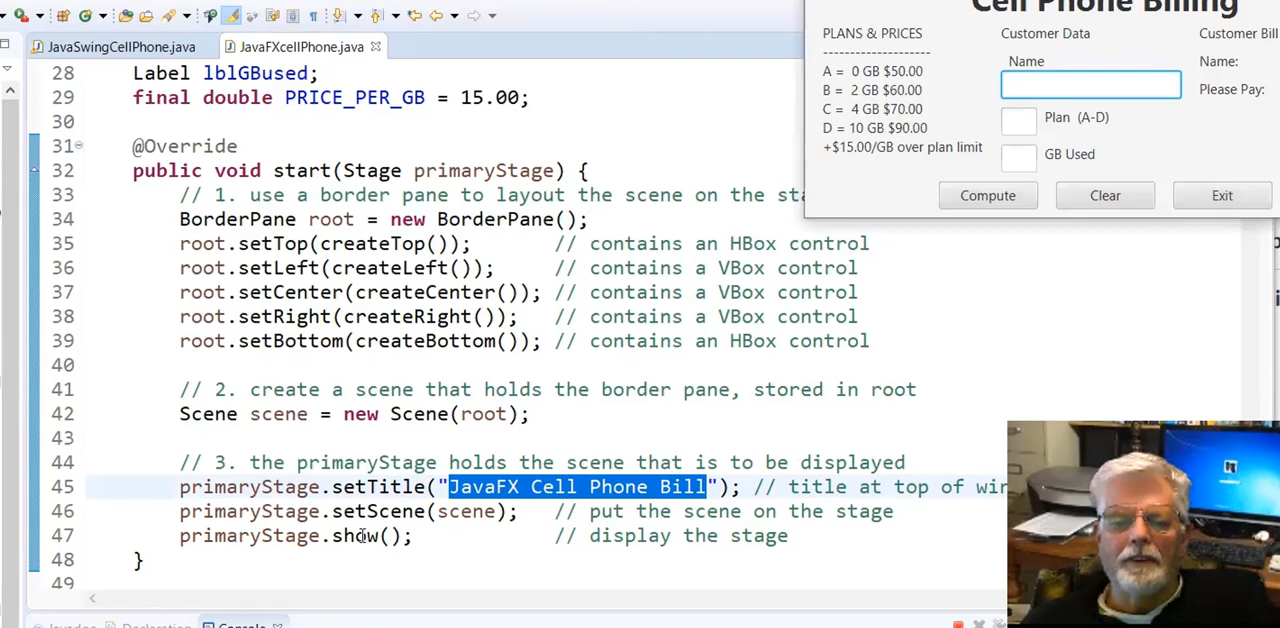 Cell Phone Billing
JavaSwingCellPhone.java
JavaFXcellPhone.java
28 Label lblGBused;
29 final double PRICE_PER_GB = 15.00;
30
31 @Override
32 public void start(Stage primaryStage) {
33 // 1. use a border pane to layout the scene on the sta
34 BorderPane root = new BorderPane();
35 root.setTop(createTop()); // contains an HBox control
36 root.setLeft(createLeft()); // contains a VBox control
37 root.setCenter(createCenter()); // contains a VBox control
38 root.setRight(createRight()); // contains a VBox control
39 root.setBottom(createBottom()); // contains an HBox control
40
41 // 2. create a scene that holds the border pane, stored in root
42 Scene scene = new Scene(root);
43
44 // 3. the primaryStage holds the scene that is to be displayed
45 primaryStage.setTitle("JavaFX Cell Phone Bill"); // title at top of win
46 primaryStage.setScene(scene); // put the scene on the stage
47 primaryStage.show(); // display the stage
48 }
49
PLANS & PRICES
--------------------
A = 0 GB $50.00
B = 2 GB $60.00
C = 4 GB $70.00
D = 10 GB $90.00
+$15.00/GB over plan limit
Customer Data
Name
Plan (A-D)
GB Used
Customer Bill
Name:
Please Pay:
Compute
Clear
Exit
Javadoc
Declaration
Console